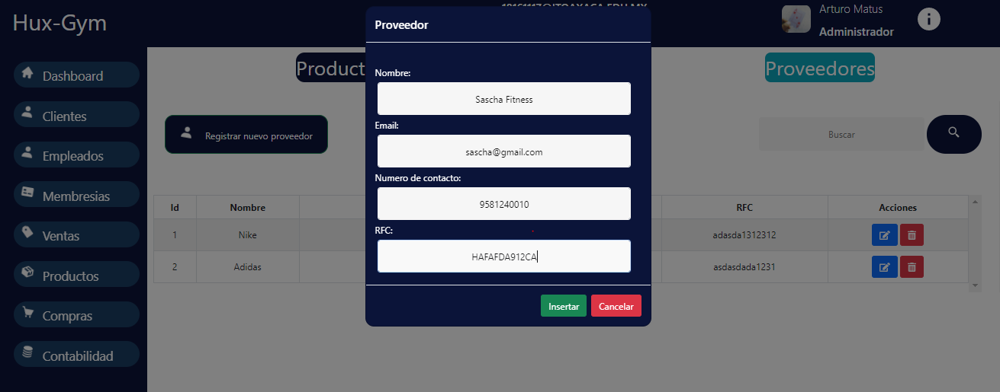 Hux-Gym
Arturo Matus
Administrador
Dashboard
Clientes
Empleados
Membresias
Ventas
Productos
Compras
Contabilidad
Product
Proveedores
Registrar nuevo proveedor
Buscar
Id Nombre RFC Acciones
1 Nike adasda1312312
2 Adidas asdasdada1231
Proveedor
Nombre:
Sascha Fitness
Email:
sascha@gmail.com
Numero de contacto:
9581240010
RFC:
HAFAFDA912CA
Insertar Cancelar